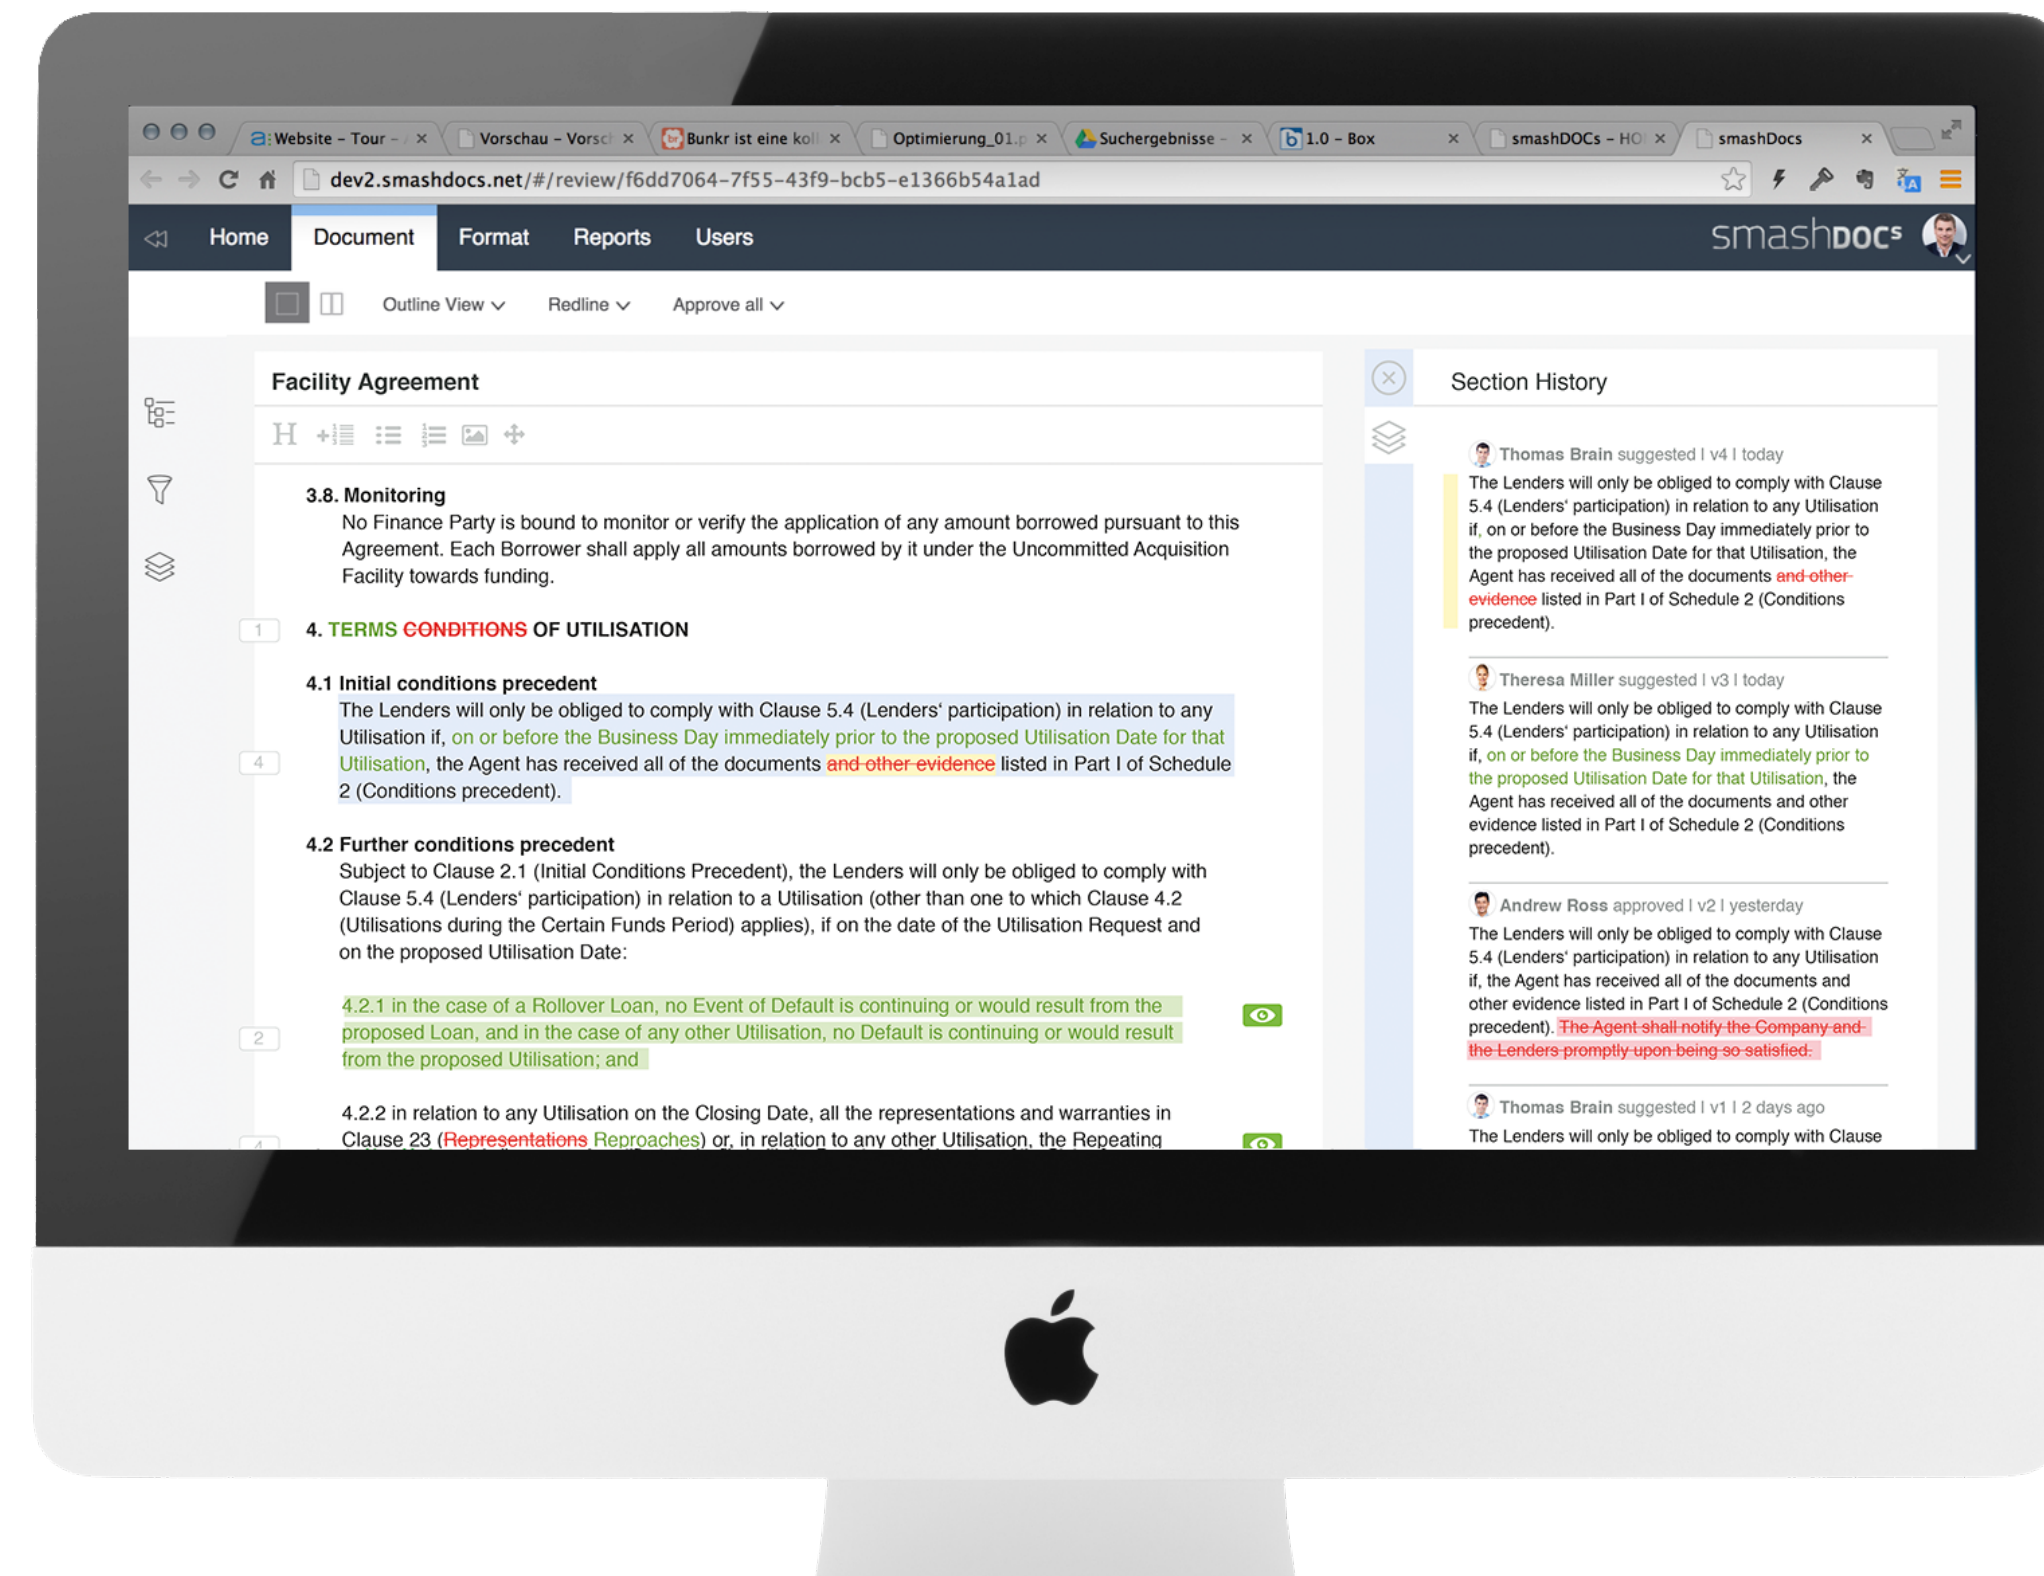 Website – Tour –
Vorschau – Vorsch
Bunkr ist eine koll
Optimierung_01.p
Suchergebnisse –
1.0 – Box
smashDOCs – HO
smashDocs
dev2.smashdocs.net/#/review/f6dd7064-7f55-43f9-bcb5-e1366b54a1ad
Home Document Format Reports Users
smashDOCs
Outline View Redline Approve all
Facility Agreement
H
3.8. Monitoring
No Finance Party is bound to monitor or verify the application of any amount borrowed pursuant to this
Agreement. Each Borrower shall apply all amounts borrowed by it under the Uncommitted Acquisition
Facility towards funding.
1
4. TERMS CONDITIONS OF UTILISATION
4.1 Initial conditions precedent
The Lenders will only be obliged to comply with Clause 5.4 (Lenders‘ participation) in relation to any
Utilisation if, on or before the Business Day immediately prior to the proposed Utilisation Date for that
4
Utilisation, the Agent has received all of the documents and other evidence listed in Part I of Schedule
2 (Conditions precedent).
4.2 Further conditions precedent
Subject to Clause 2.1 (Initial Conditions Precedent), the Lenders will only be obliged to comply with
Clause 5.4 (Lenders‘ participation) in relation to a Utilisation (other than one to which Clause 4.2
(Utilisations during the Certain Funds Period) applies), if on the date of the Utilisation Request and
on the proposed Utilisation Date:
4.2.1 in the case of a Rollover Loan, no Event of Default is continuing or would result from the
2
proposed Loan, and in the case of any other Utilisation, no Default is continuing or would result
from the proposed Utilisation; and
4.2.2 in relation to any Utilisation on the Closing Date, all the representations and warranties in
4
Clause 23 (Representations Reproaches) or, in relation to any other Utilisation, the Repeating
Section History
Thomas Brain suggested | v4 | today
The Lenders will only be obliged to comply with Clause
5.4 (Lenders‘ participation) in relation to any Utilisation
if, on or before the Business Day immediately prior to
the proposed Utilisation Date for that Utilisation, the
Agent has received all of the documents and other
evidence listed in Part I of Schedule 2 (Conditions
precedent).
Theresa Miller suggested | v3 | today
The Lenders will only be obliged to comply with Clause
5.4 (Lenders‘ participation) in relation to any Utilisation
if, on or before the Business Day immediately prior to
the proposed Utilisation Date for that Utilisation, the
Agent has received all of the documents and other
evidence listed in Part I of Schedule 2 (Conditions
precedent).
Andrew Ross approved | v2 | yesterday
The Lenders will only be obliged to comply with Clause
5.4 (Lenders‘ participation) in relation to any Utilisation
if, the Agent has received all of the documents and
other evidence listed in Part I of Schedule 2 (Conditions
precedent). The Agent shall notify the Company and
the Lenders promptly upon being so satisfied.
Thomas Brain suggested | v1 | 2 days ago
The Lenders will only be obliged to comply with Clause